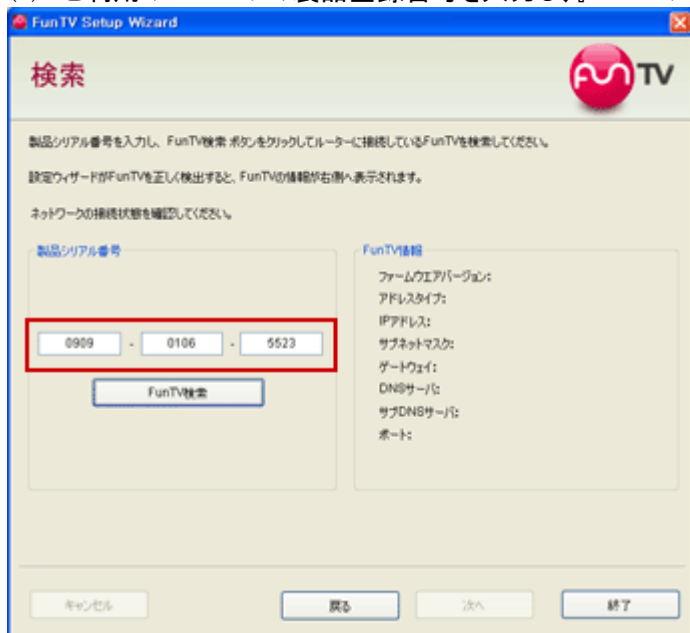 FunTV Setup Wizard
検索
Fun TV
製品シリアル番号を入力し、FunTV検索 ボタンをクリックしてルーターに接続しているFunTVを検索してください。
設定ウィザードがFunTVを正しく検出すると、FunTVの情報が右側へ表示されます。
ネットワークの接続状態を確認してください。
製品シリアル番号
0909 - 0106 - 5523
FunTV検索
FunTV情報
ファームウエアバージョン:
アドレスタイプ:
IPアドレス:
サブネットマスク:
ゲートウェイ:
DNSサーバ:
サブDNSサーバ:
ポート:
キャンセル
戻る
次へ
終了